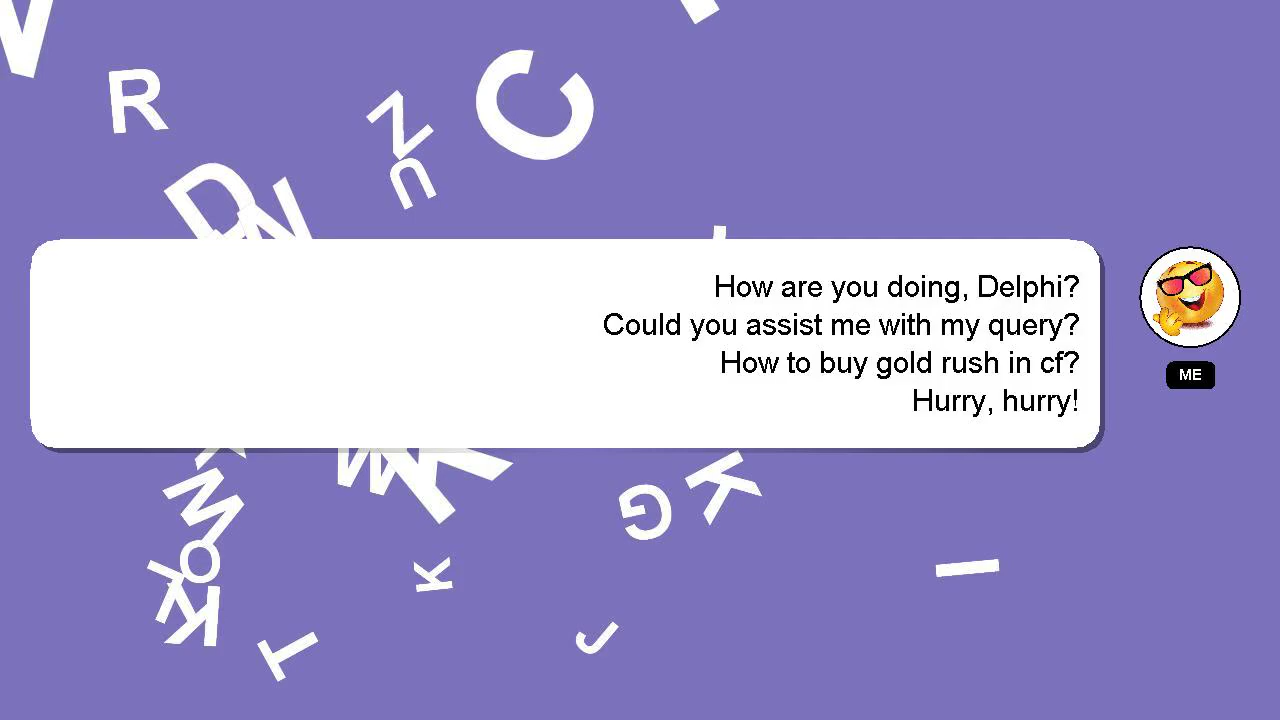 How are you doing, Delphi?
Could you assist me with my query?
How to buy gold rush in cf?
Hurry, hurry!
ME
R
Z
C
U
D
N
K
W
M
K
G
K
O
K
K
I
T
J